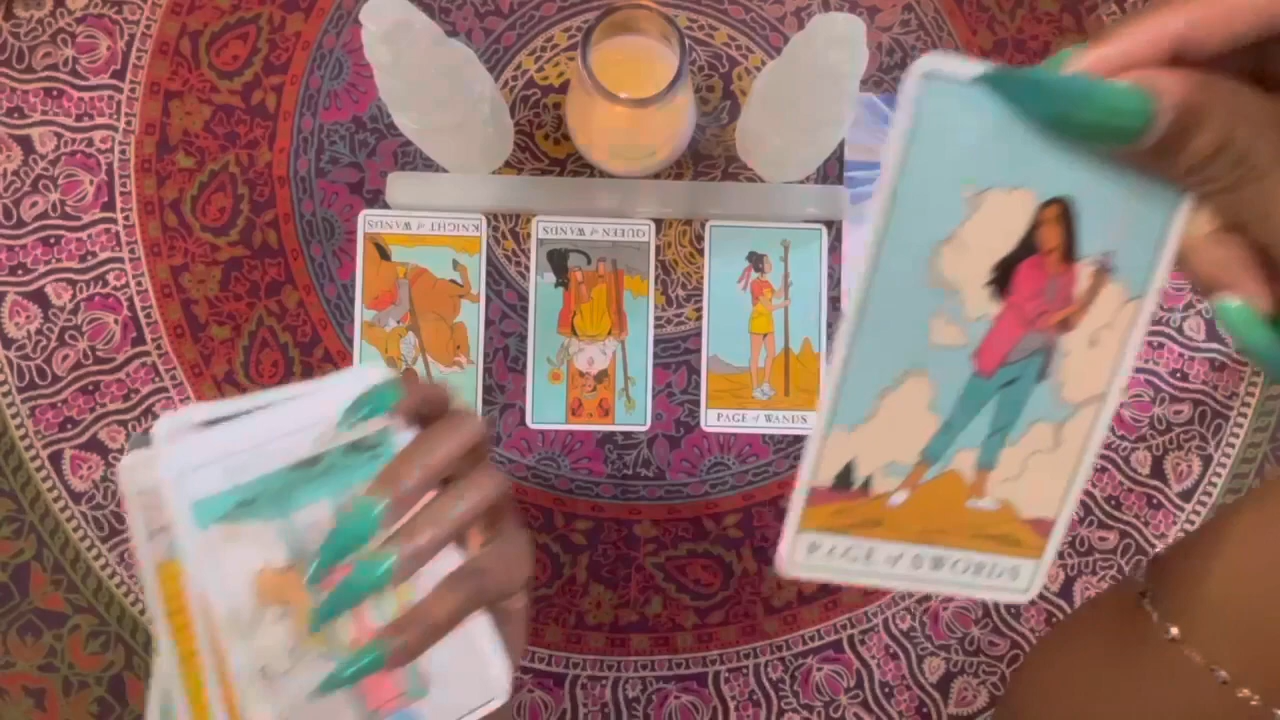 KNIGHT of WANDS
QUEEN of WANDS
PAGE of WANDS
PAGE of SWORDS